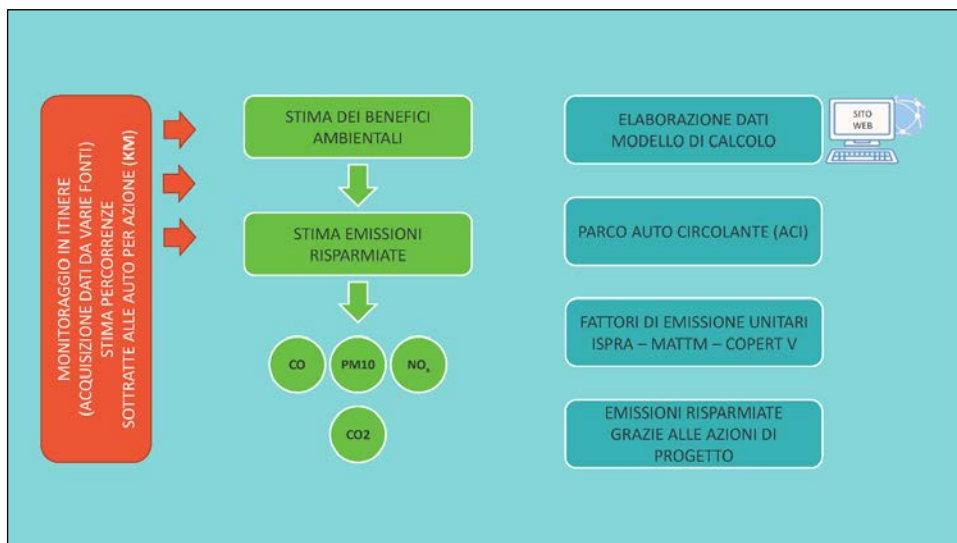 MONITORAGGIO IN ITINERE
(ACQUISIZIONE DATI DA VARIE FONTI)
STIMA PERCORRENZE
SOTTRATTE ALLE AUTO PER AZIONE (KM)
STIMA DEI BENEFICI
AMBIENTALI
STIMA EMISSIONI
RISPARMIATE
CO
PM10
NOx
CO2
ELABORAZIONE DATI
MODELLO DI CALCOLO
SITO
WEB
PARCO AUTO CIRCOLANTE (ACI)
FATTORI DI EMISSIONE UNITARI
ISPRA – MATTM – COPERT V
EMISSIONI RISPARMIATE
GRAZIE ALLE AZIONI DI
PROGETTO